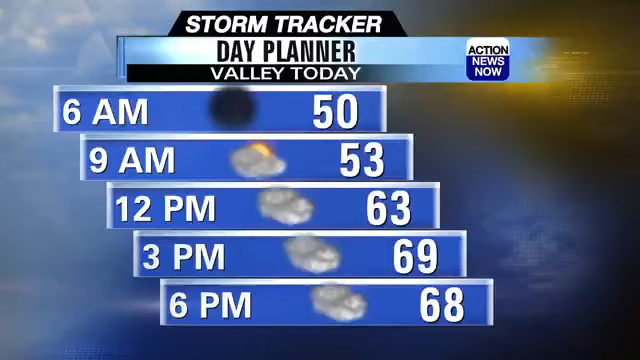 STORM TRACKER
DAY PLANNER
VALLEY TODAY
ACTION
NEWS
NOW
6 AM 50
9 AM 53
12 PM 63
3 PM 69
6 PM 68